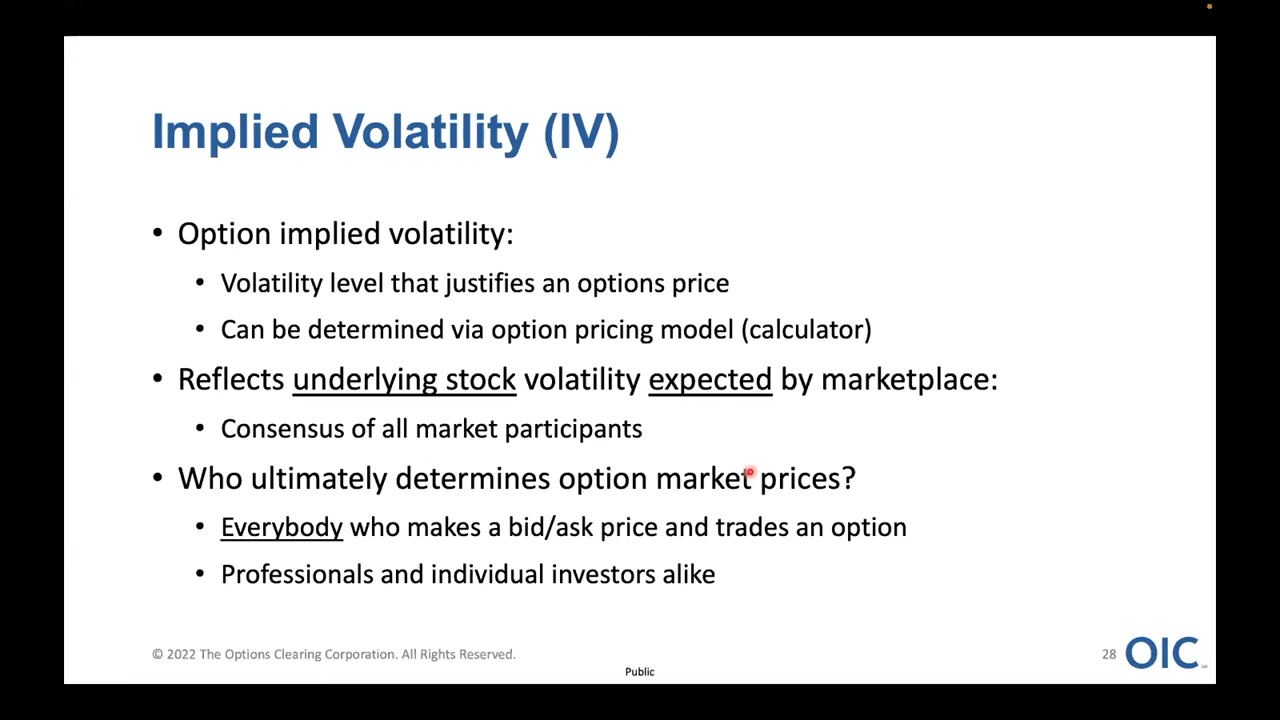 Implied Volatility (IV)
• Option implied volatility:
• Volatility level that justifies an options price
• Can be determined via option pricing model (calculator)
• Reflects underlying stock volatility expected by marketplace:
• Consensus of all market participants
• Who ultimately determines option market prices?
• Everybody who makes a bid/ask price and trades an option
• Professionals and individual investors alike
© 2022 The Options Clearing Corporation. All Rights Reserved.
28
OIC
Public